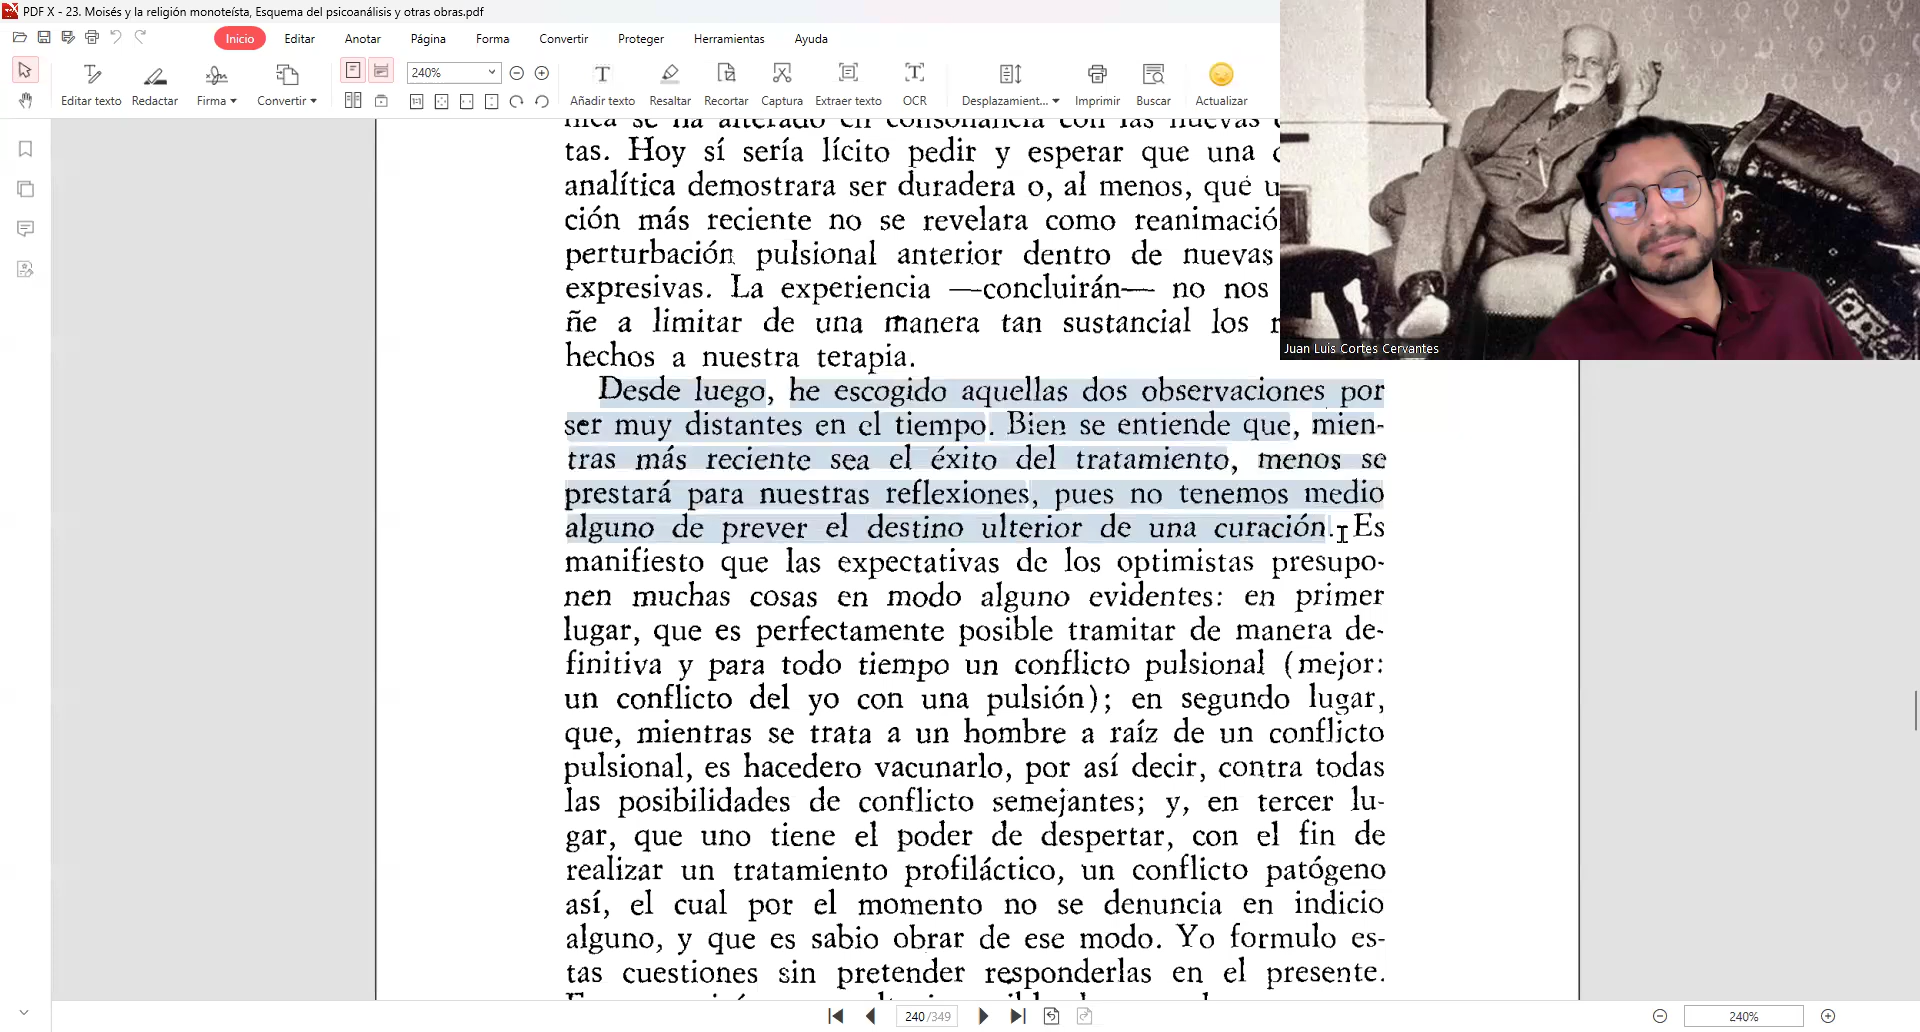 PDF X - 23. Moisés y la religión monoteísta, Esquema del psicoanálisis y otras obras.pdf
Inicio Editar Anotar Página Forma Convertir Proteger Herramientas Ayuda
240%
Editar texto Redactar Firma Convertir Añadir texto Resaltar Recortar Captura Extraer texto OCR Desplazamient... Imprimir Buscar Actualizar
nica se ha alterado en consonancia con las nuevas
tas. Hoy sí sería lícito pedir y esperar que una
analítica demostrara ser duradera o, al menos, que u
ción más reciente no se revelara como reanimació
perturbación pulsional anterior dentro de nuevas
expresivas. La experiencia —concluirán— no nos
ñe a limitar de una manera tan sustancial los
hechos a nuestra terapia.
Juan Luis Cortes Cervantes
Desde luego, he escogido aquellas dos observaciones por
ser muy distantes en el tiempo. Bien se entiende que, mien-
tras más reciente sea el éxito del tratamiento, menos se
prestará para nuestras reflexiones, pues no tenemos medio
alguno de prever el destino ulterior de una curación. Es
manifiesto que las expectativas de los optimistas presupo-
nen muchas cosas en modo alguno evidentes: en primer
lugar, que es perfectamente posible tramitar de manera de-
finitiva y para todo tiempo un conflicto pulsional (mejor:
un conflicto del yo con una pulsión); en segundo lugar,
que, mientras se trata a un hombre a raíz de un conflicto
pulsional, es hacedero vacunarlo, por así decir, contra todas
las posibilidades de conflicto semejantes; y, en tercer lu-
gar, que uno tiene el poder de despertar, con el fin de
realizar un tratamiento profiláctico, un conflicto patógeno
así, el cual por el momento no se denuncia en indicio
alguno, y que es sabio obrar de ese modo. Yo formulo es-
tas cuestiones sin pretender responderlas en el presente.
240 /349
240%